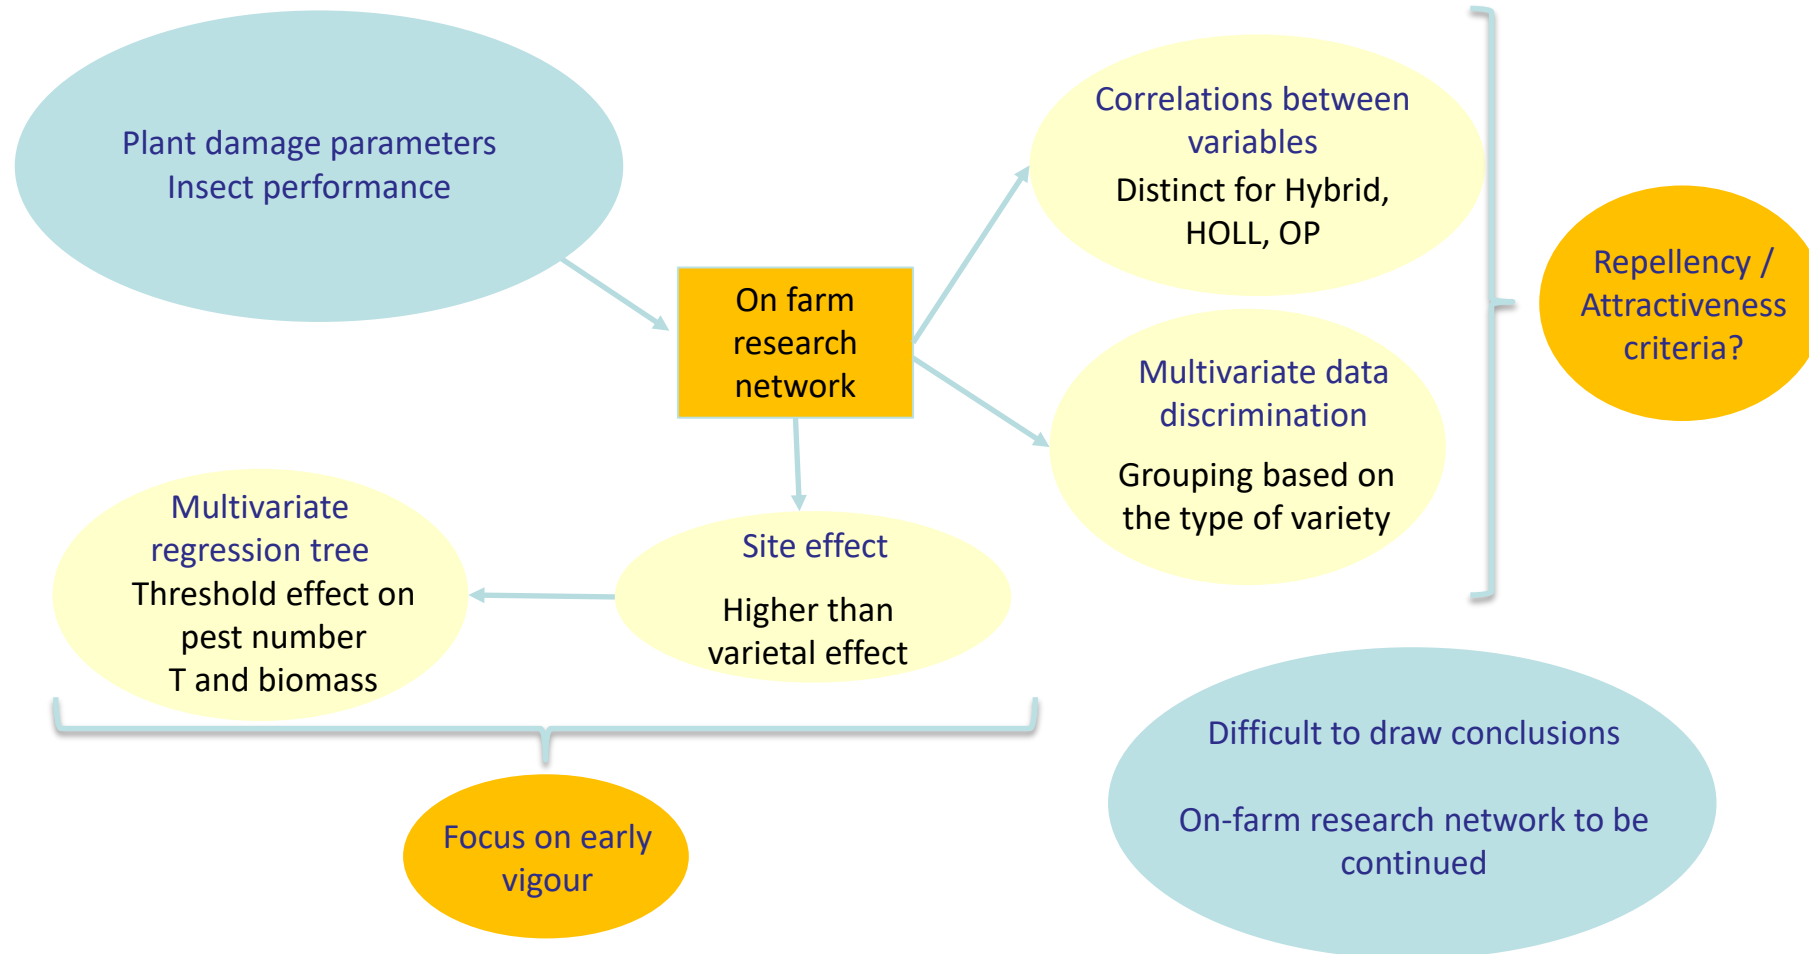 Plant damage parameters
Insect performance
On farm
research
network
Correlations between
variables
Distinct for Hybrid,
HOLL, OP
Multivariate data
discrimination
Grouping based on
the type of variety
Repellency /
Attractiveness
criteria?
Site effect
Higher than
varietal effect
Multivariate
regression tree
Threshold effect on
pest number
T and biomass
Focus on early
vigour
Difficult to draw conclusions
On-farm research network to be
continued